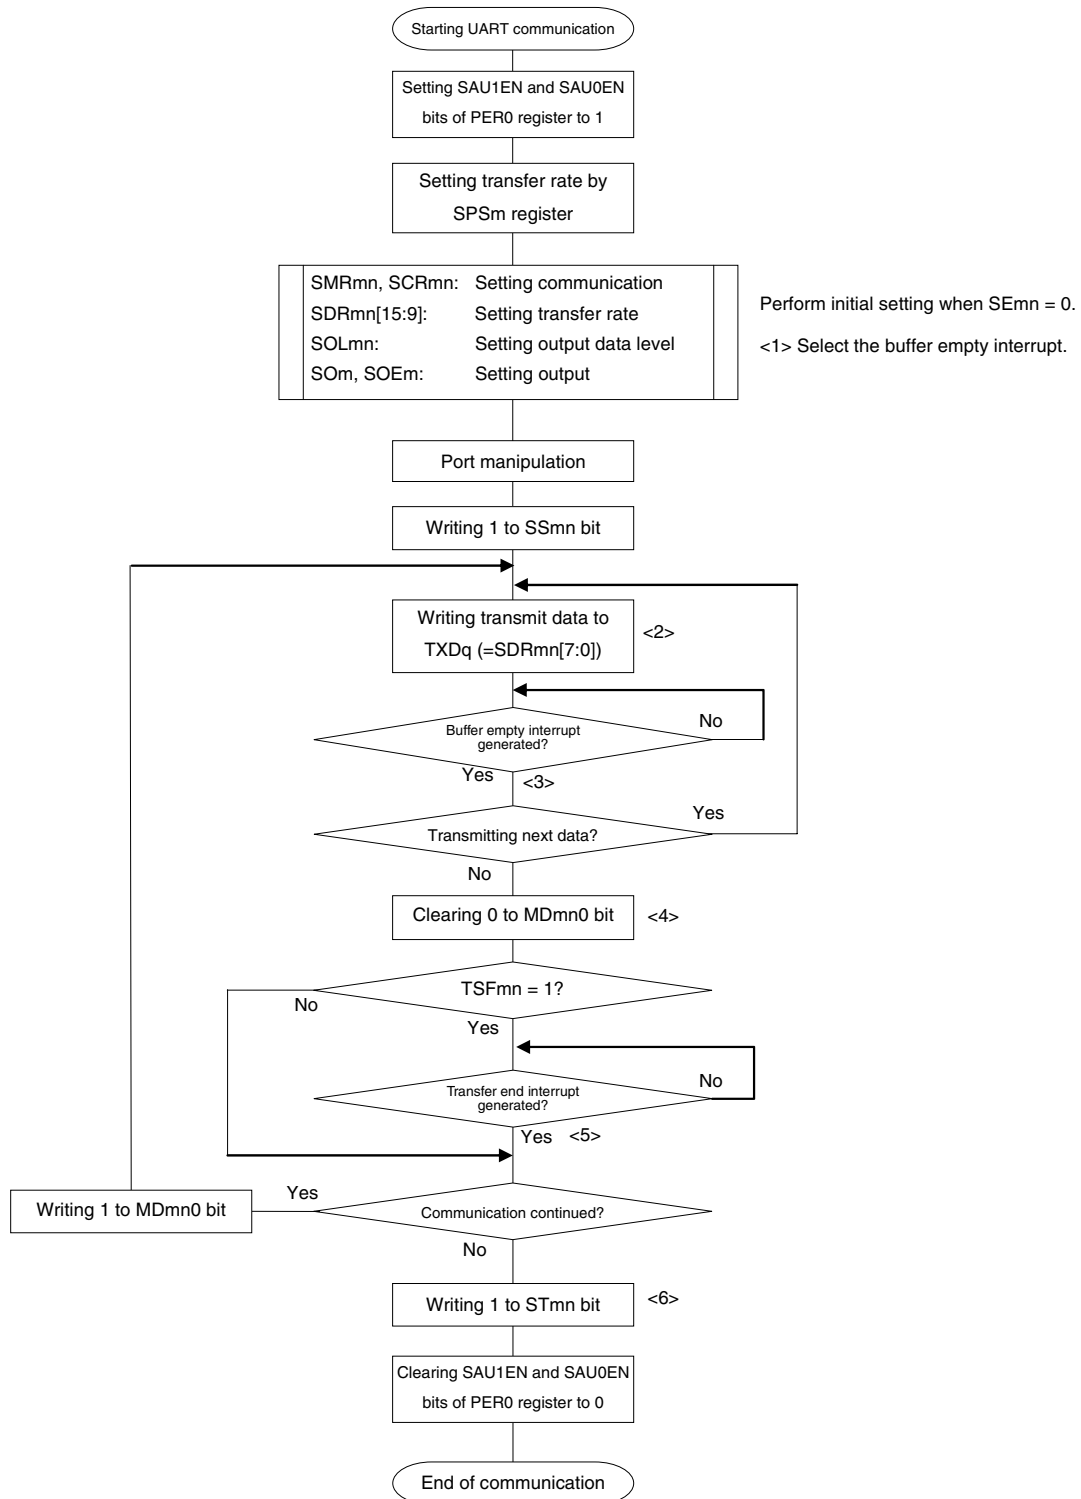 Starting UART communication
Setting SAU1EN and SAU0EN
bits of PER0 register to 1
Setting transfer rate by
SPSm register
SMRmn, SCRmn: Setting communication
SDRmn[15:9]: Setting transfer rate
SOLmn: Setting output data level
SOm, SOEm: Setting output
Perform initial setting when SEmn = 0.
<1> Select the buffer empty interrupt.
Port manipulation
Writing 1 to SSmn bit
Writing transmit data to
TXDq (=SDRmn[7:0])
<2>
Buffer empty interrupt
generated?
No
Yes
<3>
Transmitting next data?
Yes
No
Clearing 0 to MDmn0 bit
<4>
TSFmn = 1?
No
Yes
Transfer end interrupt
generated?
No
Yes
<5>
Writing 1 to MDmn0 bit
Yes
Communication continued?
No
Writing 1 to STmn bit
<6>
Clearing SAU1EN and SAU0EN
bits of PER0 register to 0
End of communication